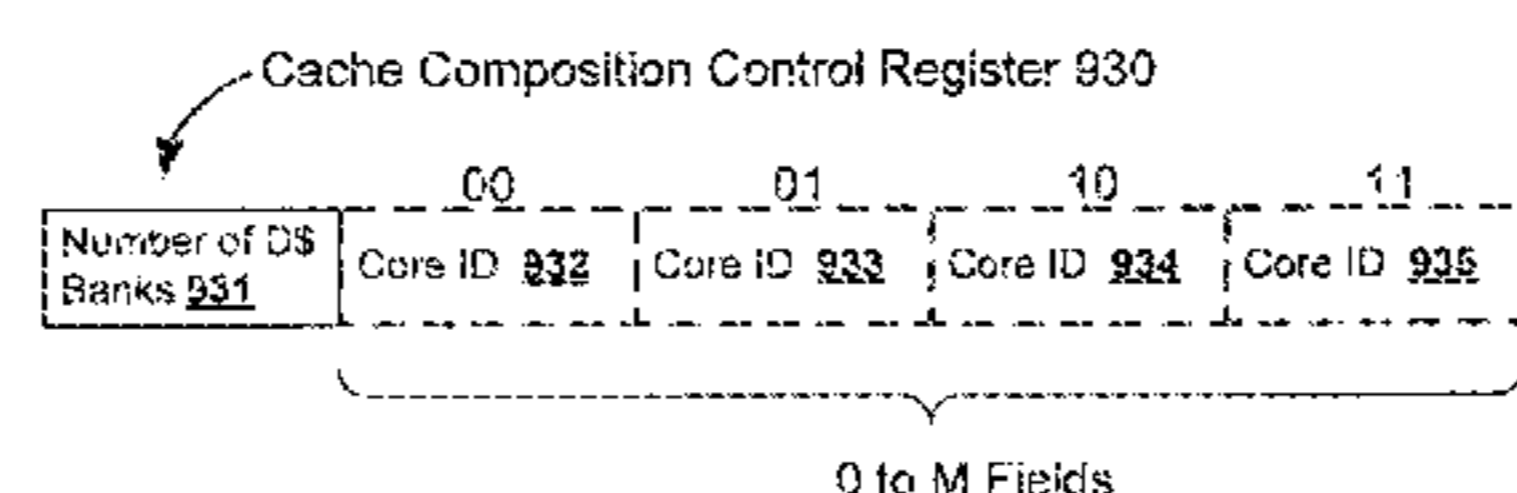 Cache Composition Control Register 930
00 01 10 11
Number of D$
Banks 931
Core ID 932 Core ID 933 Core ID 934 Core ID 935
0 to M Fields